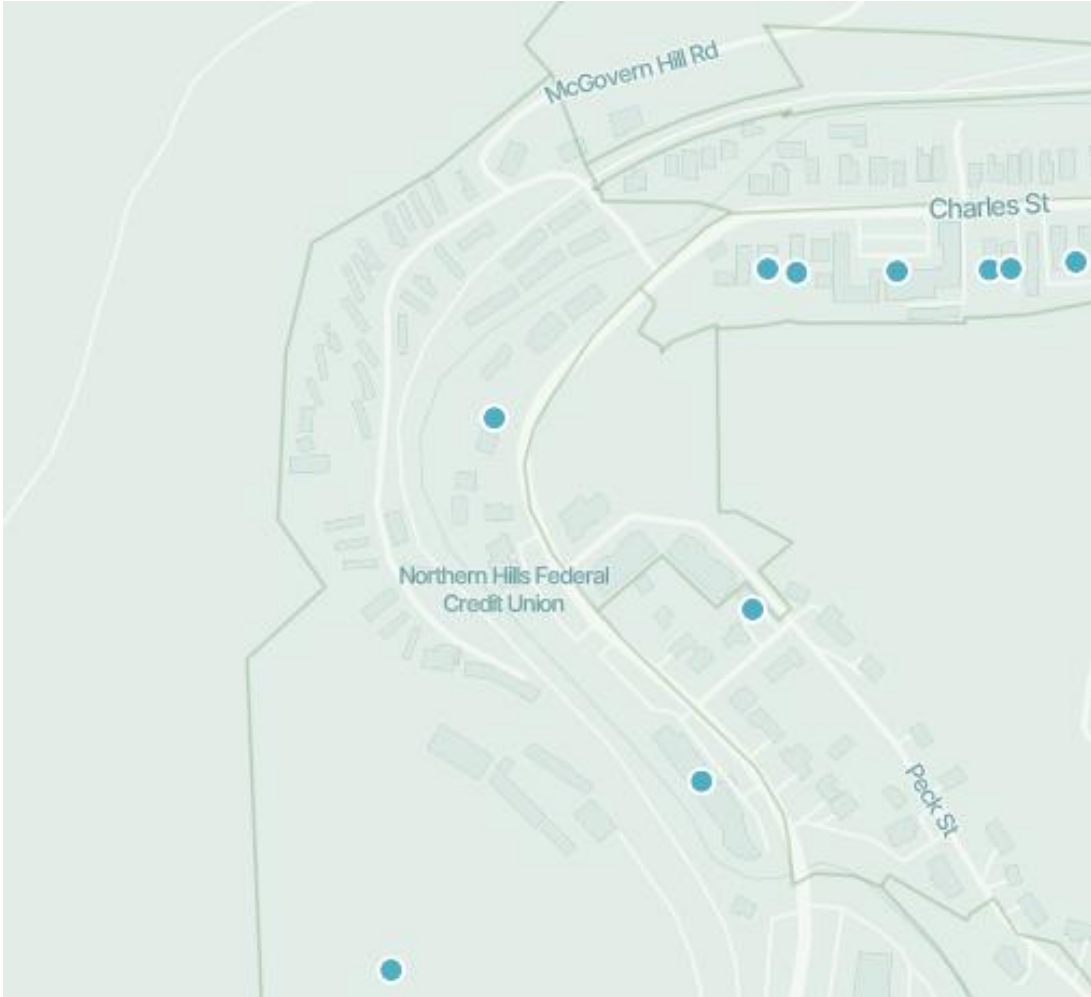 McGovern Hill Rd
Charles St
Northern Hills Federal
Credit Union
Peck St